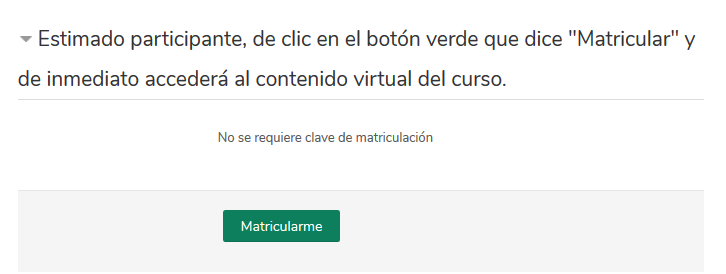 Estimado participante, de clic en el botón verde que dice "Matricular" y
de inmediato accederá al contenido virtual del curso.
No se requiere clave de matriculación
Matricularme